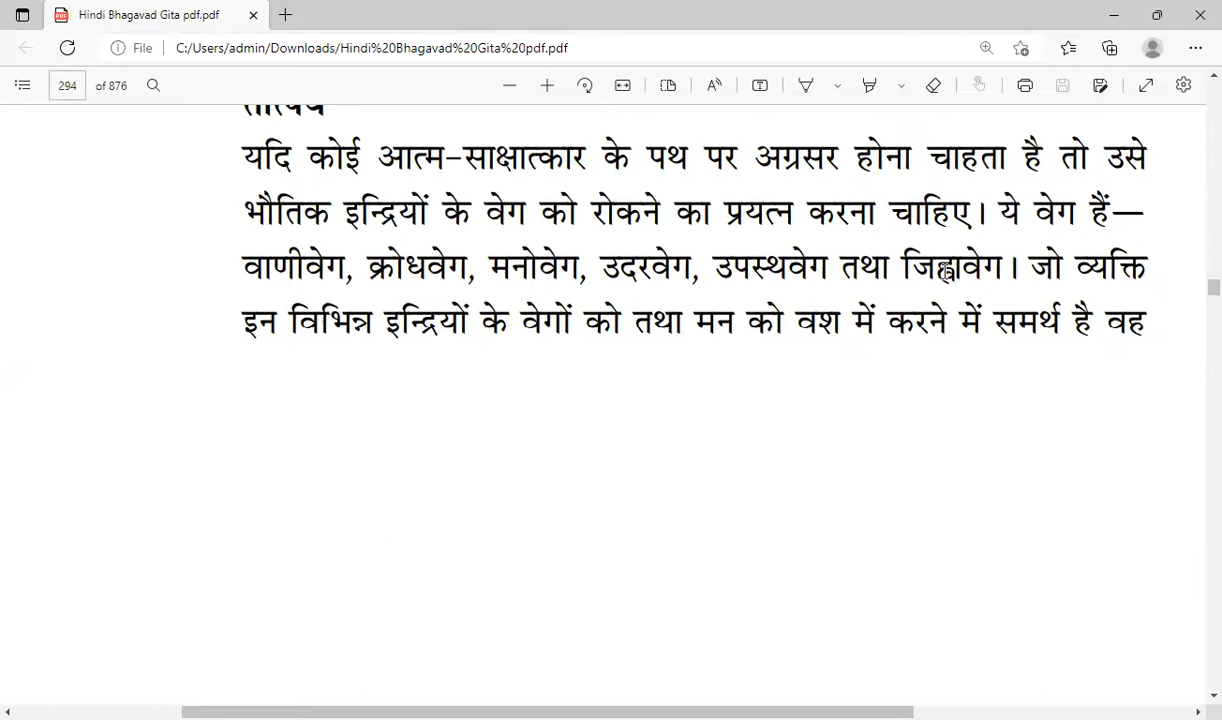 Hindi Bhagavad Gita pdf.pdf
File C:/Users/admin/Downloads/Hindi%20Bhagavad%20Gita%20pdf.pdf
294 of 876
तात्पर्य
यदि कोई आत्म-साक्षात्कार के पथ पर अग्रसर होना चाहता है तो उसे
भौतिक इन्द्रियों के वेग को रोकने का प्रयत्न करना चाहिए। ये वेग हैं—
वाणीवेग, क्रोधवेग, मनोवेग, उदरवेग, उपस्थवेग तथा जिह्वावेग। जो व्यक्ति
इन विभिन्न इन्द्रियों के वेगों को तथा मन को वश में करने में समर्थ है वह